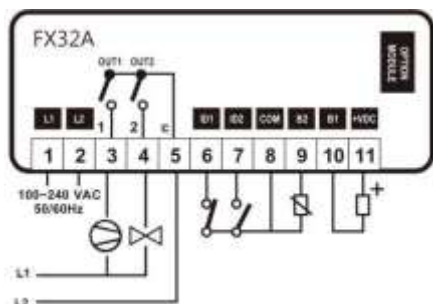 FX32A
OPTION MODULE
OUT1 OUT2
L1 L2 1 2 C ID1 ID2 COM B2 B1 +VDC
1 2 3 4 5 6 7 8 9 10 11
100~240 VAC
50/60Hz
+
L1
L2